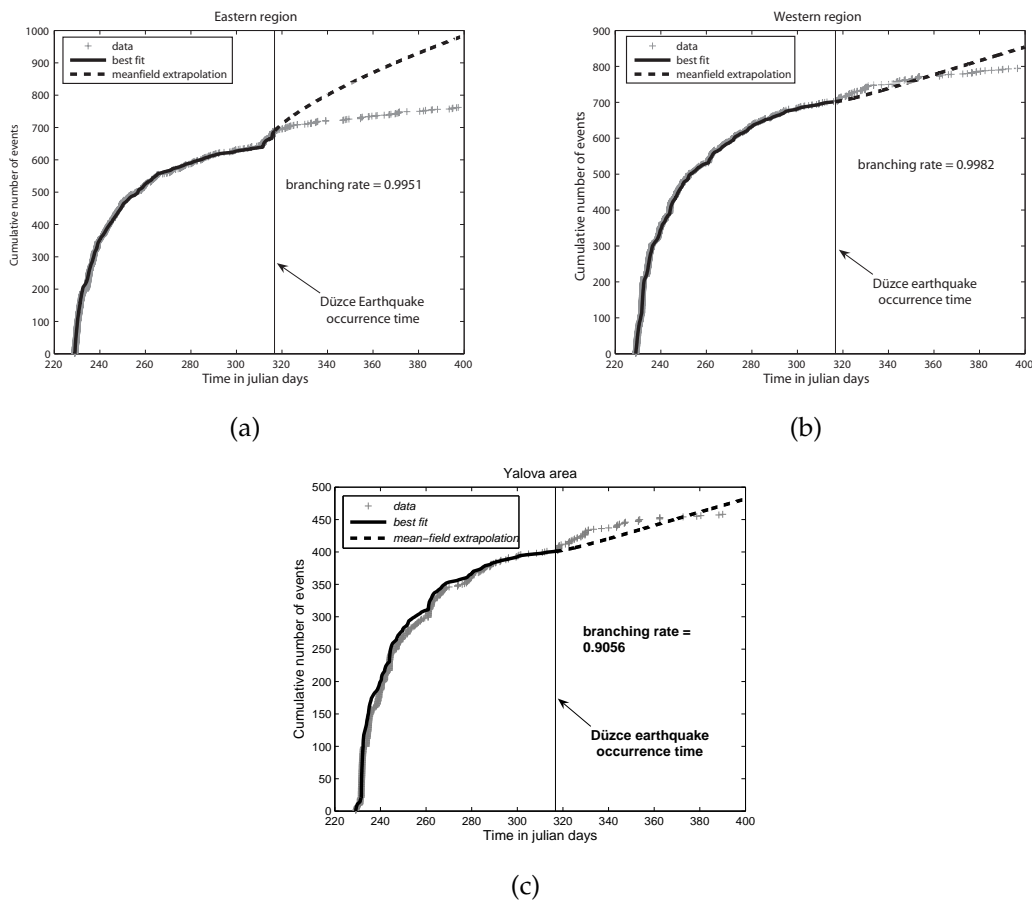 Eastern region
1000
900
800
700
600
500
400
300
200
100
0
Cumulative number of events
data
best fit
meanfield extrapolation
branching rate = 0.9951
Düzce Earthquake
occurrence time
220 240 260 280 300 320 340 360 380 400
Time in julian days
(a)
Western region
900
800
700
600
500
400
300
200
100
0
Cumulative number of events
data
best fit
meanfield extrapolation
branching rate = 0.9982
Düzce earthquake
occurrence time
220 240 260 280 300 320 340 360 380 400
Time in julian days
(b)
Yalova area
500
450
400
350
300
250
200
150
100
50
0
Cumulative number of events
data
best fit
mean-field extrapolation
branching rate =
0.9056
Düzce earthquake
occurrence time
220 240 260 280 300 320 340 360 380 400
Time in julian days
(c)